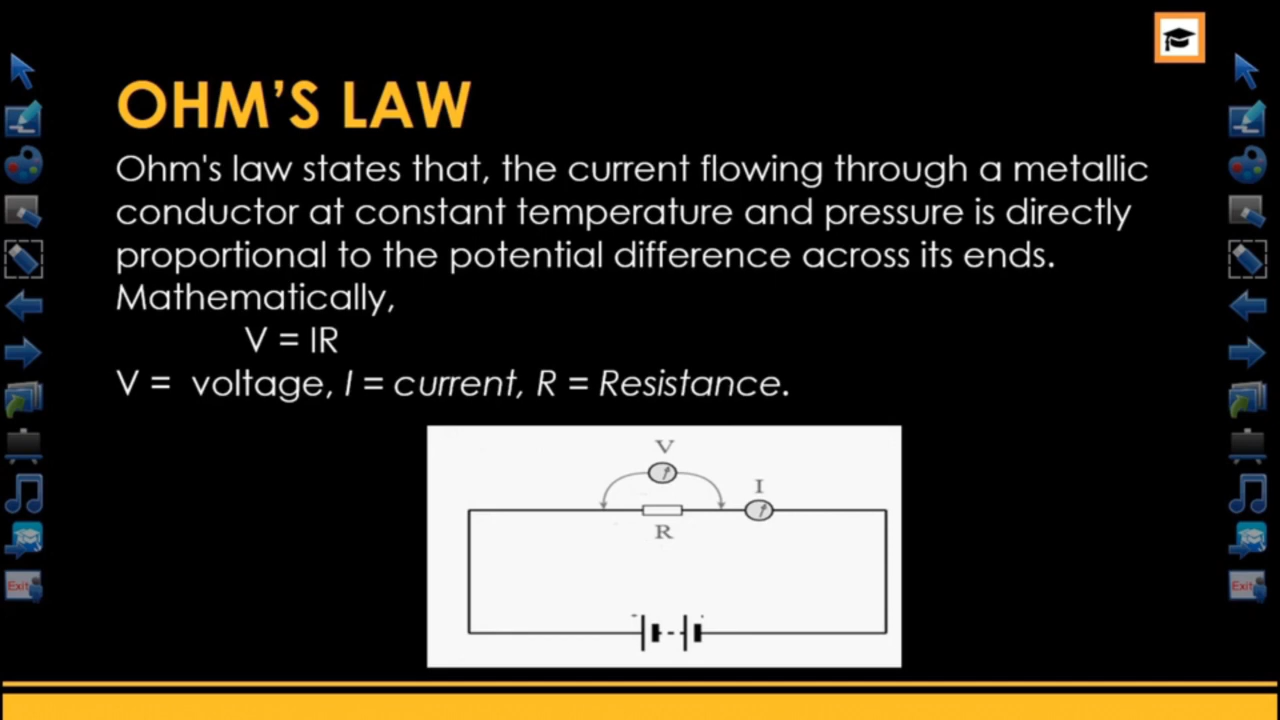 OHM'S LAW
Ohm's law states that, the current flowing through a metallic
conductor at constant temperature and pressure is directly
proportional to the potential difference across its ends.
Mathematically,
V = IR
V = voltage, I = current, R = Resistance.
V
I
R
Exit
Exit